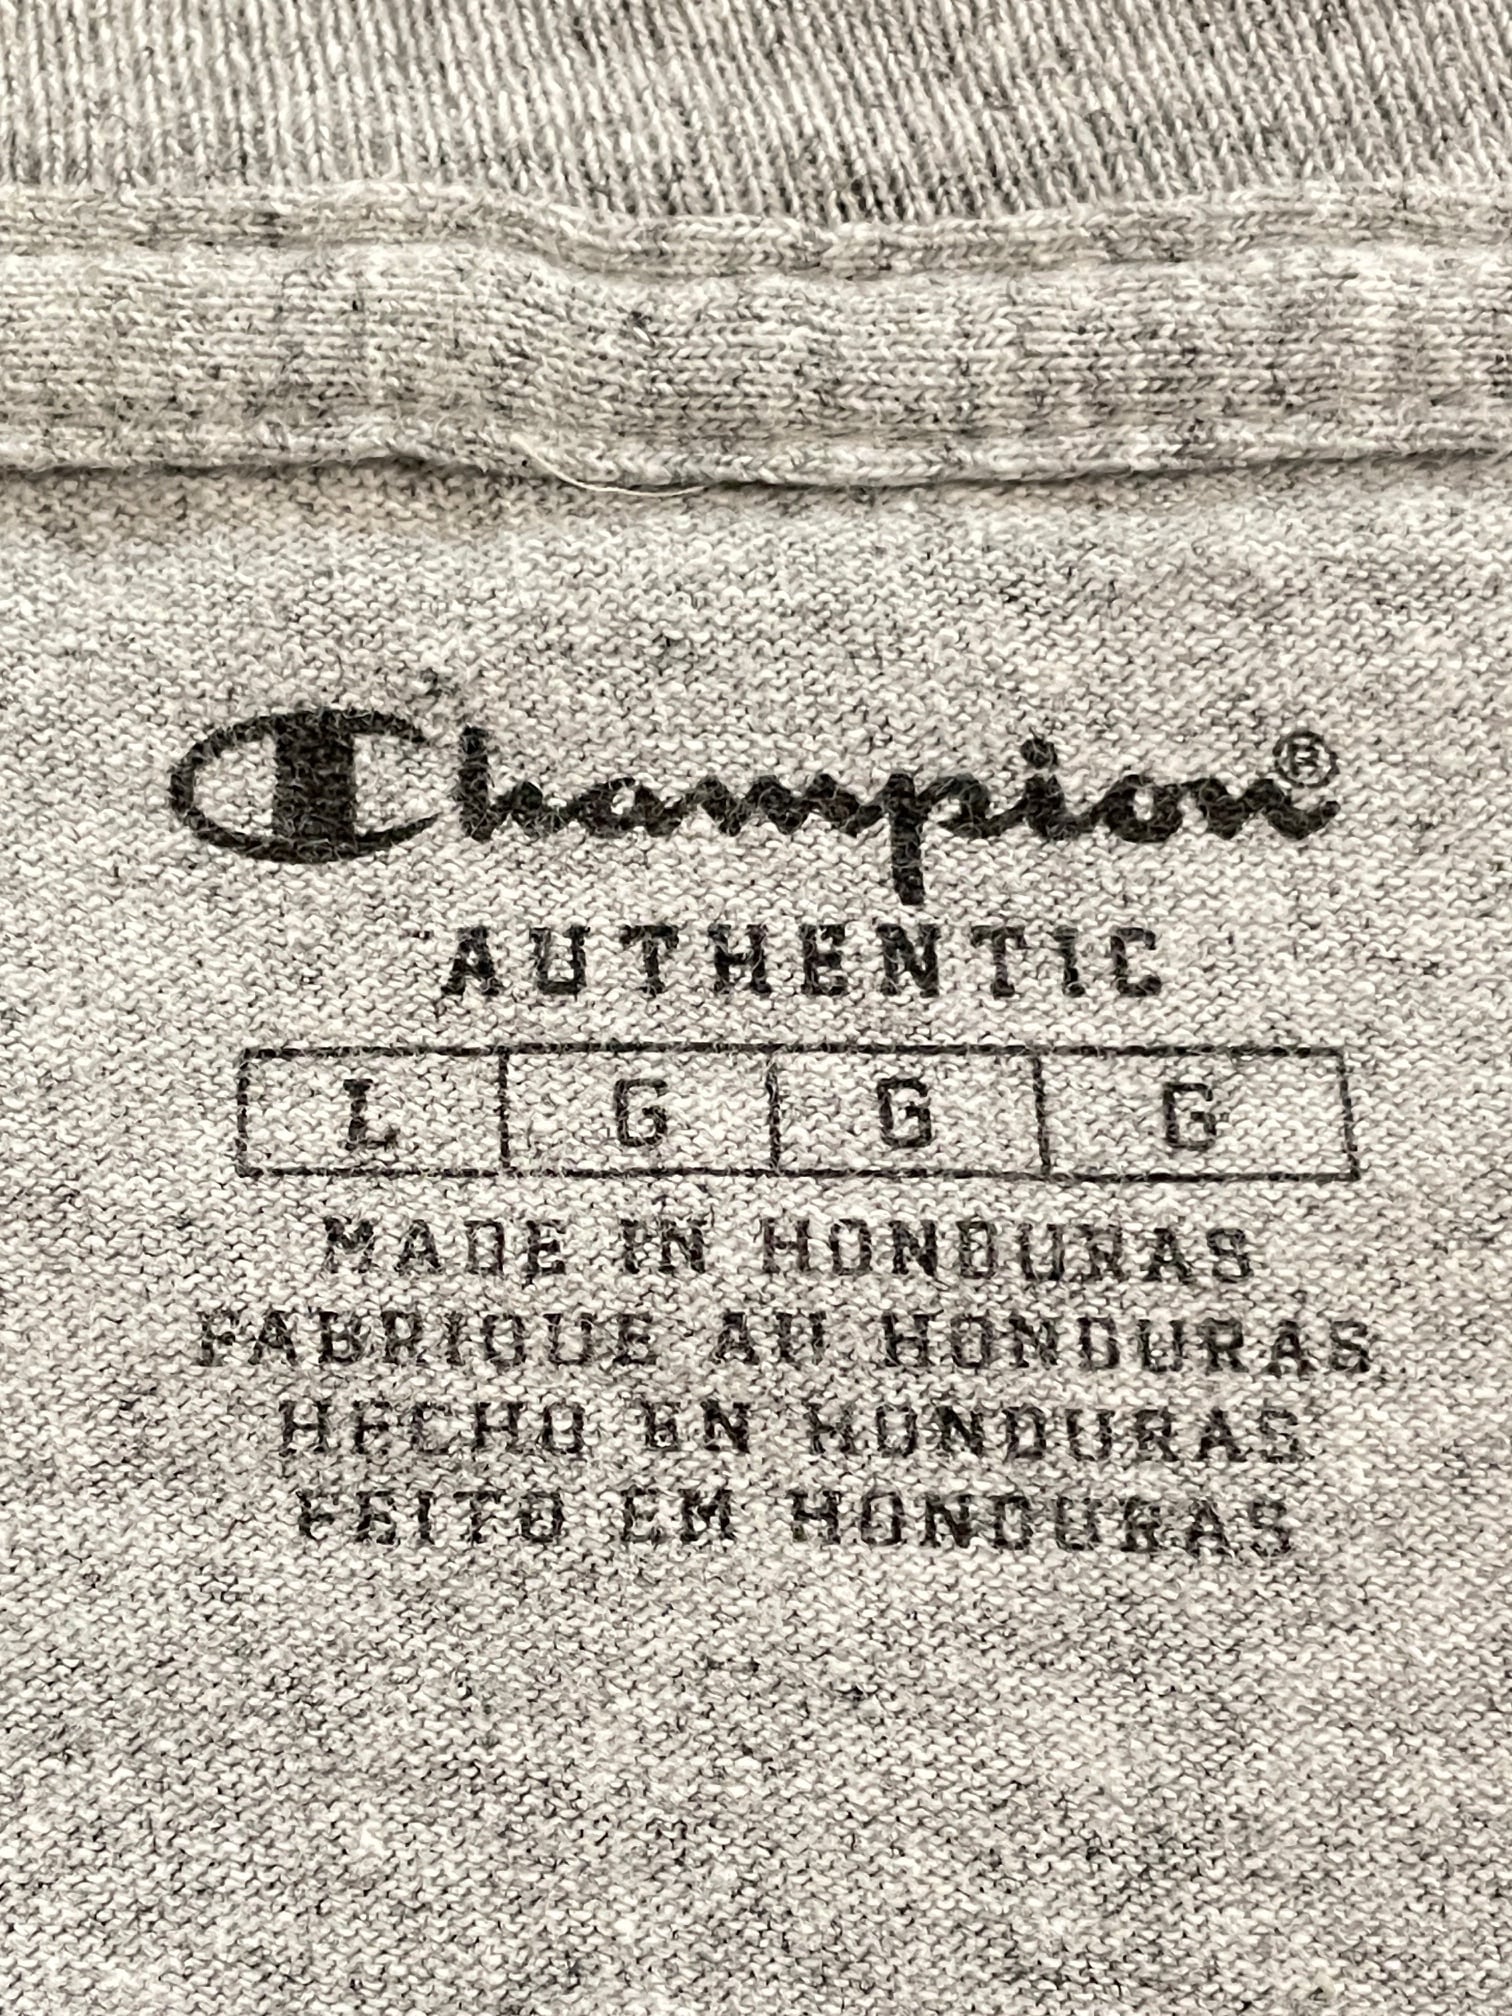 Champion®
AUTHENTIC
L G G G
MADE IN HONDURAS
FABRIQUE AU HONDURAS
HECHO EN HONDURAS
FEITO EM HONDURAS